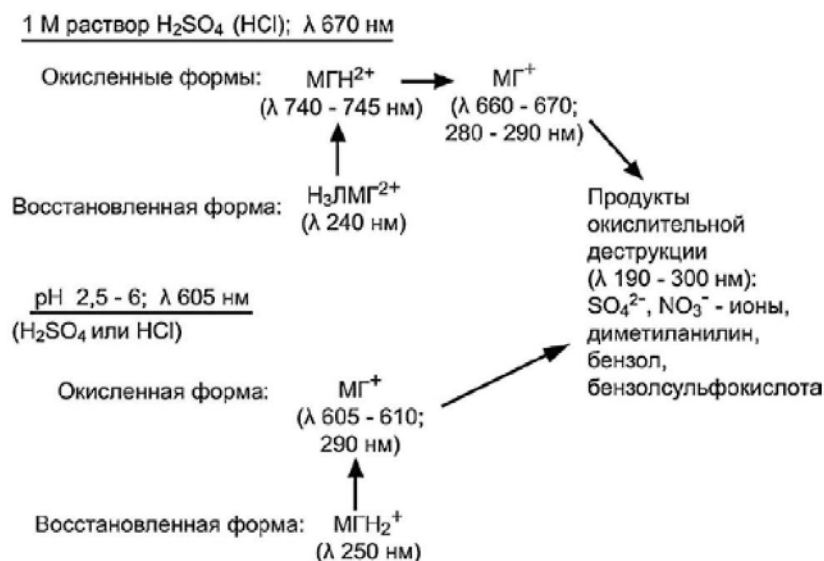 1 М раствор H₂SO₄ (HCl); λ 670 нм
Окисленные формы: МГН²⁺ МГ⁺
(λ 740 - 745 нм) (λ 660 - 670;
280 - 290 нм)
Восстановленная форма: Н₃ЛМГ²⁺
(λ 240 нм)
Продукты
окислительной
деструкции
(λ 190 - 300 нм):
SO₄²⁻, NO₃⁻ - ионы,
диметиланилин,
бензол,
бензолсульфокислота
pH 2,5 - 6; λ 605 нм
(H₂SO₄ или HCl)
Окисленная форма: МГ⁺
(λ 605 - 610;
290 нм)
Восстановленная форма: МГН₂⁺
(λ 250 нм)